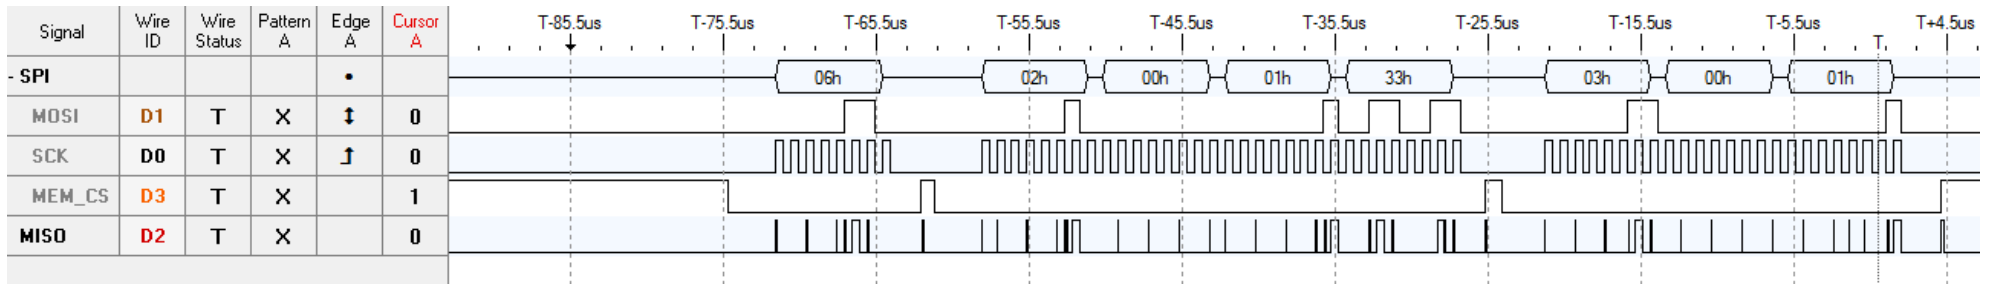 Signal Wire ID Wire Status Pattern A Edge A Cursor A
T-85.5us T-75.5us T-65.5us T-55.5us T-45.5us T-35.5us T-25.5us T-15.5us T-5.5us T T+4.5us
- SPI 06h 02h 00h 01h 33h 03h 00h 01h
MOSI D1 T X 0
SCK D0 T X 0
MEM_CS D3 T X 1
MISO D2 T X 0